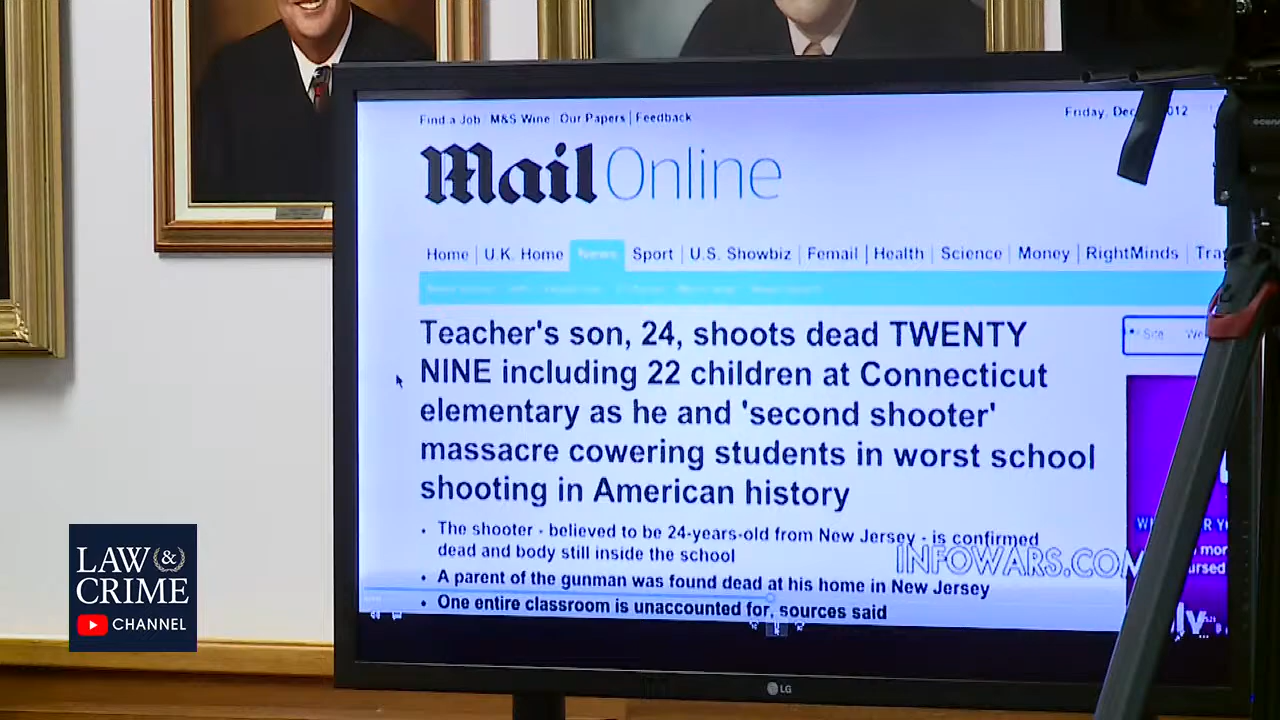 Find a Job M&S Wine Our Papers Feedback
Friday, Dec 012
Mail Online
Home U.K. Home News Sport U.S. Showbiz Femail Health Science Money RightMinds Tra
Teacher's son, 24, shoots dead TWENTY
NINE including 22 children at Connecticut
elementary as he and 'second shooter'
massacre cowering students in worst school
shooting in American history
Site We
• The shooter - believed to be 24-years-old from New Jersey - is confirmed
dead and body still inside the school
• A parent of the gunman was found dead at his home in New Jersey
• One entire classroom is unaccounted for, sources said
INFOWARS.COM
LG
LAW &
CRIME
CHANNEL